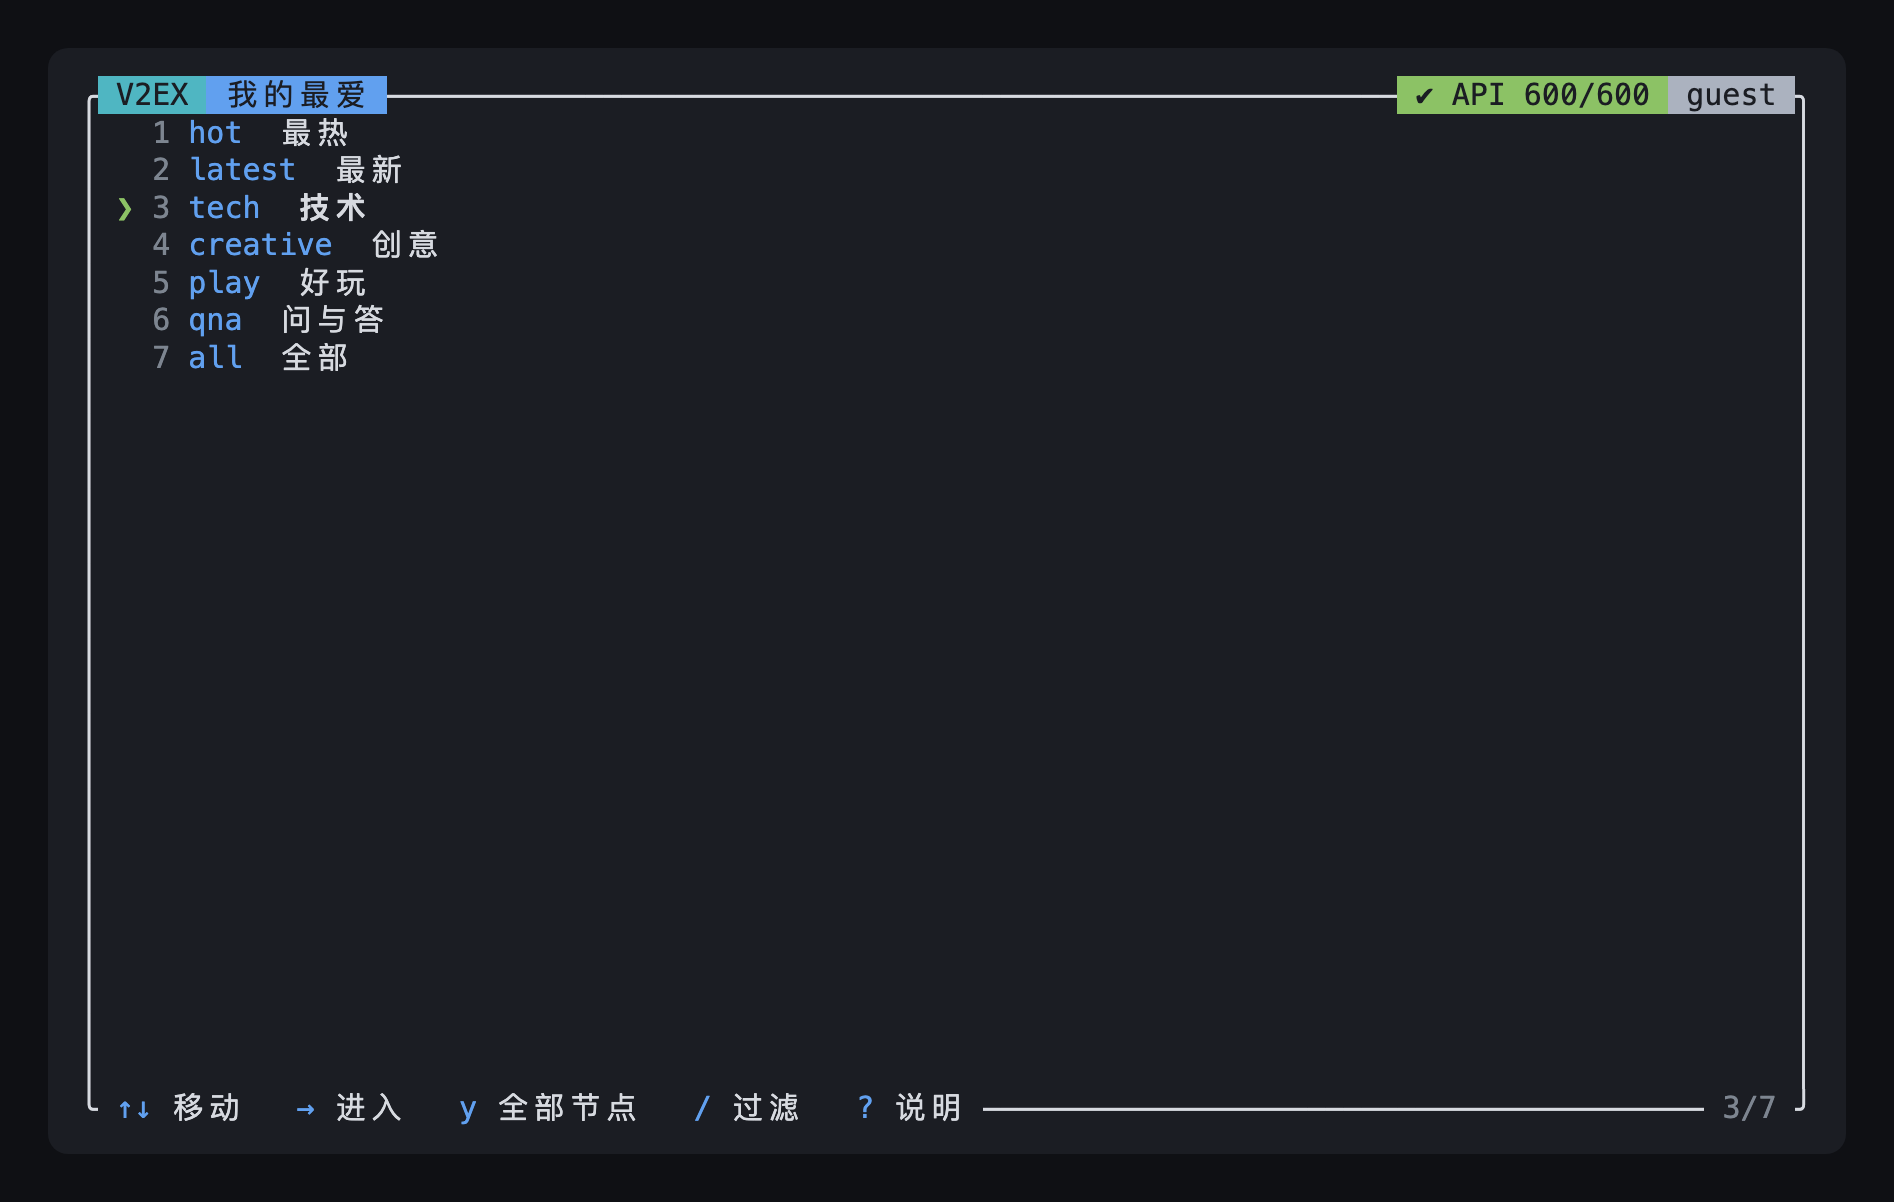 V2EX 我的最爱 ✔ API 600/600 guest
1 hot 最热
2 latest 最新
❯ 3 tech 技术
4 creative 创意
5 play 好玩
6 qna 问与答
7 all 全部
↑↓ 移动 → 进入 y 全部节点 / 过滤 ? 说明 3/7